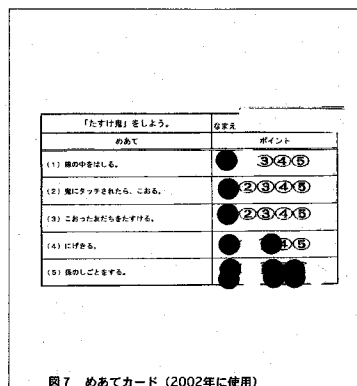 「たすけ鬼」をしよう。 なまえ
めあて ポイント
(1) 線の中をはしる。 ③④⑤
(2) 鬼にタッチされたら、こおる。 ②③④⑤
(3) こおった友だちをたすける。 ②③④⑤
(4) にげきる。 ④⑤
(5) 係のしごとをする。
図7 めあてカード(2002年に使用)